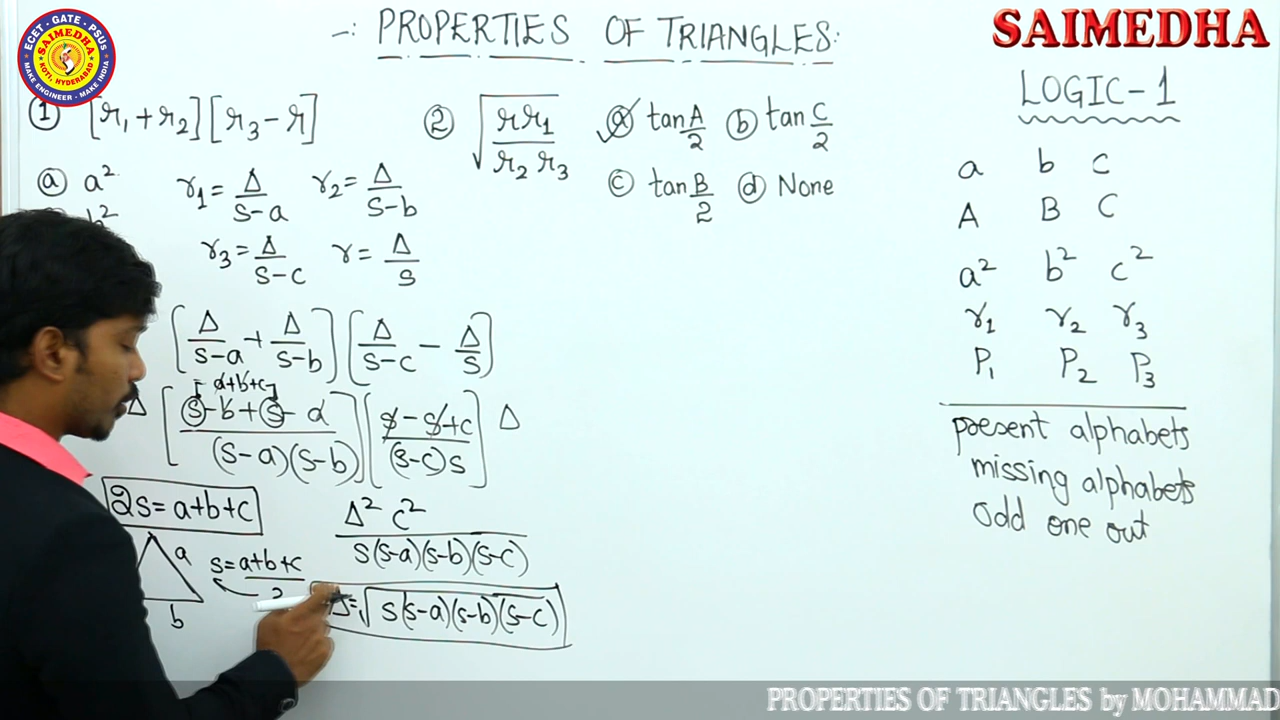 -: PROPERTIES OF TRIANGLES:
SAIMEDHA
ECET · GATE · PSUs
SAIMEDHA
KOTI, HYDERABAD
MAKE ENGINEER - MAKE INDIA
① [r₁+r₂][r₃-r]
ⓐ a²
b²
r₁ = Δ/(s-a) r₂ = Δ/(s-b)
r₃ = Δ/(s-c) r = Δ/s
[Δ/(s-a) + Δ/(s-b)][Δ/(s-c) - Δ/s]
a+b+c
Δ [(s-b+s-a)/((s-a)(s-b))][(s-s+c)/((s-c)s)] Δ
2s = a+b+c
Δ² c²/(s(s-a)(s-b)(s-c))
a
b
s = (a+b+c)/2
Δ = √(s(s-a)(s-b)(s-c))
② √(rr₁/(r₂r₃)) ⓐ tan A/2 ⓑ tan C/2
ⓒ tan B/2 ⓓ None
LOGIC-1
a b c
A B C
a² b² c²
r₁ r₂ r₃
P₁ P₂ P₃
present alphabets
missing alphabets
odd one out
PROPERTIES OF TRIANGLES by MOHAMMAD